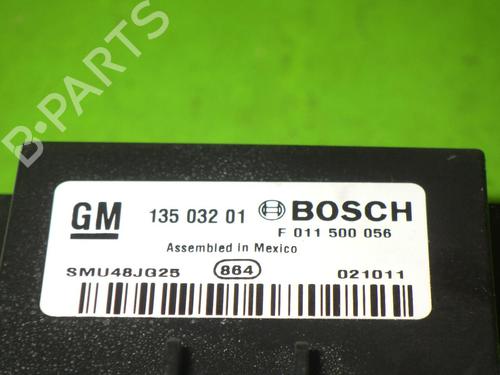 B-PARTS
GM 135 032 01 BOSCH
F 011 500 056
Assembled in Mexico
SMU48JG25 864 021011